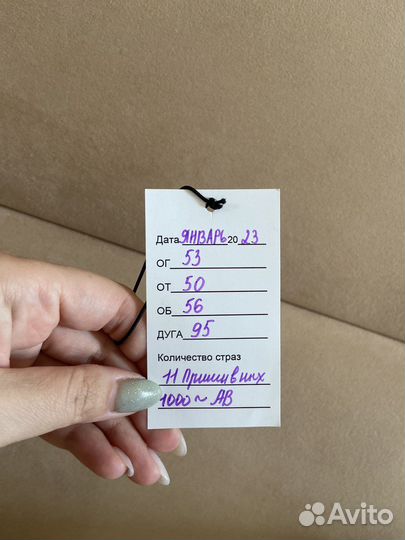 Дата ЯНВАРЬ 20 23
ОГ 53
ОТ 50
ОБ 56
ДУГА 95
Количество страз
11 Пришивных
1000 ~ АВ
Avito